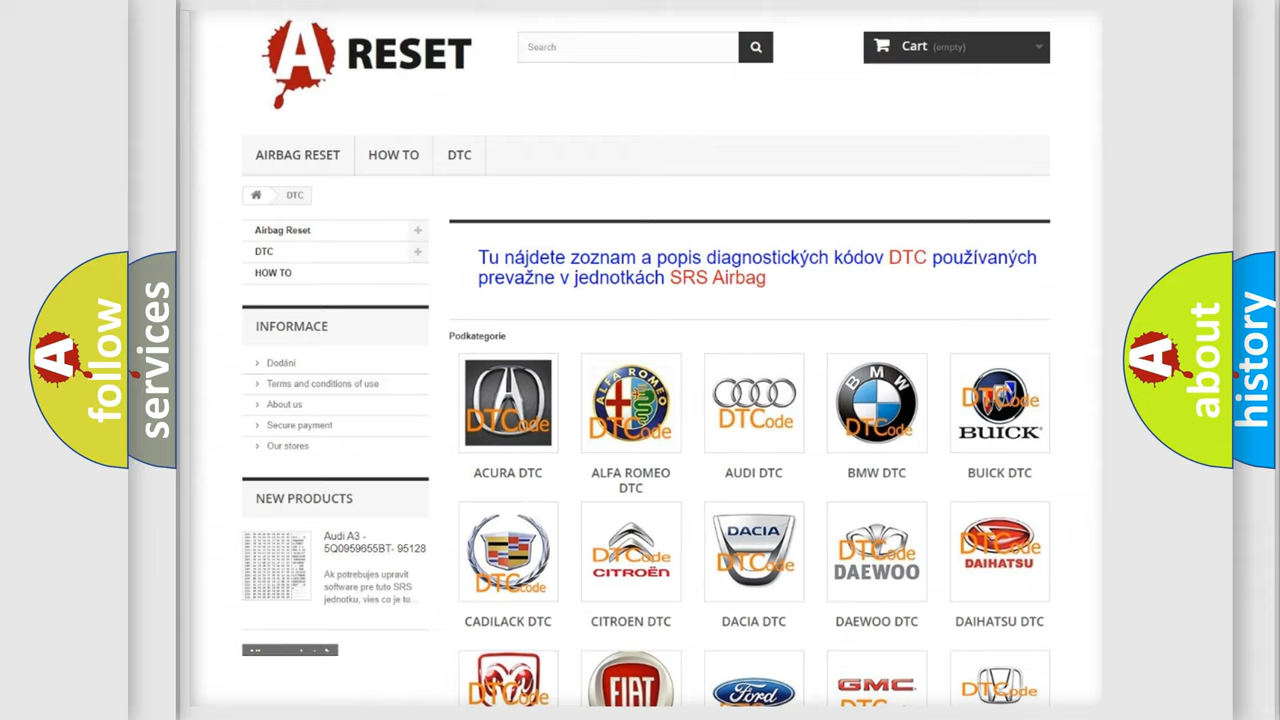 A RESET
Search
Cart (empty)
AIRBAG RESET
HOW TO
DTC
DTC
Airbag Reset
DTC
HOW TO
Tu nájdete zoznam a popis diagnostických kódov DTC používaných
prevažne v jednotkách SRS Airbag
INFORMACE
Dodání
Terms and conditions of use
About us
Secure payment
Our stores
NEW PRODUCTS
Audi A3 -
5Q0959655BT- 95128
Ak potrebujes upravit
software pre tuto SRS
jednotku, vies co je to...
Podkategorie
DTCode
ALFA ROMEO
DTCode
DTCode
BMW
DTCode
DTCode
BUICK
ACURA DTC
ALFA ROMEO
DTC
AUDI DTC
BMW DTC
BUICK DTC
DTCode
DTCode
CITROËN
DACIA
DTCode
DTCode
DAEWOO
DTCode
DAIHATSU
CADILACK DTC
CITROEN DTC
DACIA DTC
DAEWOO DTC
DAIHATSU DTC
DTCode
FIAT
Ford
GMC
DTCode
A follow
services
A about
history